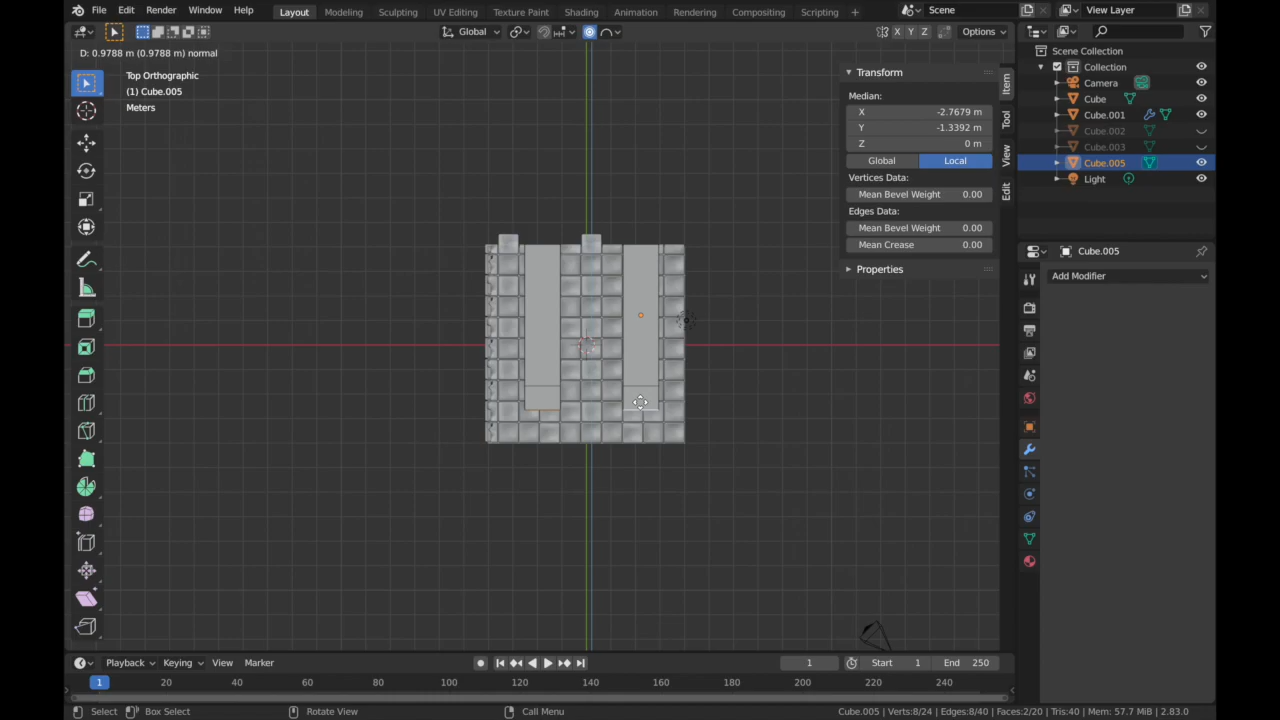 File Edit Render Window Help Layout Modeling Sculpting UV Editing Texture Paint Shading Animation Rendering Compositing Scripting + Scene View Layer
Global X Y Z Options
D: 0.9788 m (0.9788 m) normal
Top Orthographic
(1) Cube.005
Meters
Transform
Median:
X -2.7679 m
Y -1.3392 m
Z 0 m
Global Local
Vertices Data:
Mean Bevel Weight 0.00
Edges Data:
Mean Bevel Weight 0.00
Mean Crease 0.00
Properties
Item
Tool
View
Edit
Scene Collection
Collection
Camera
Cube
Cube.001
Cube.002
Cube.003
Cube.005
Light
Cube.005
Add Modifier
Playback Keying View Marker 1 Start 1 End 250
1 20 40 60 80 100 120 140 160 180 200 220 240
Select Box Select Rotate View Call Menu Cube.005 | Verts:8/24 | Edges:8/40 | Faces:2/20 | Tris:40 | Mem: 57.7 MiB | 2.83.0